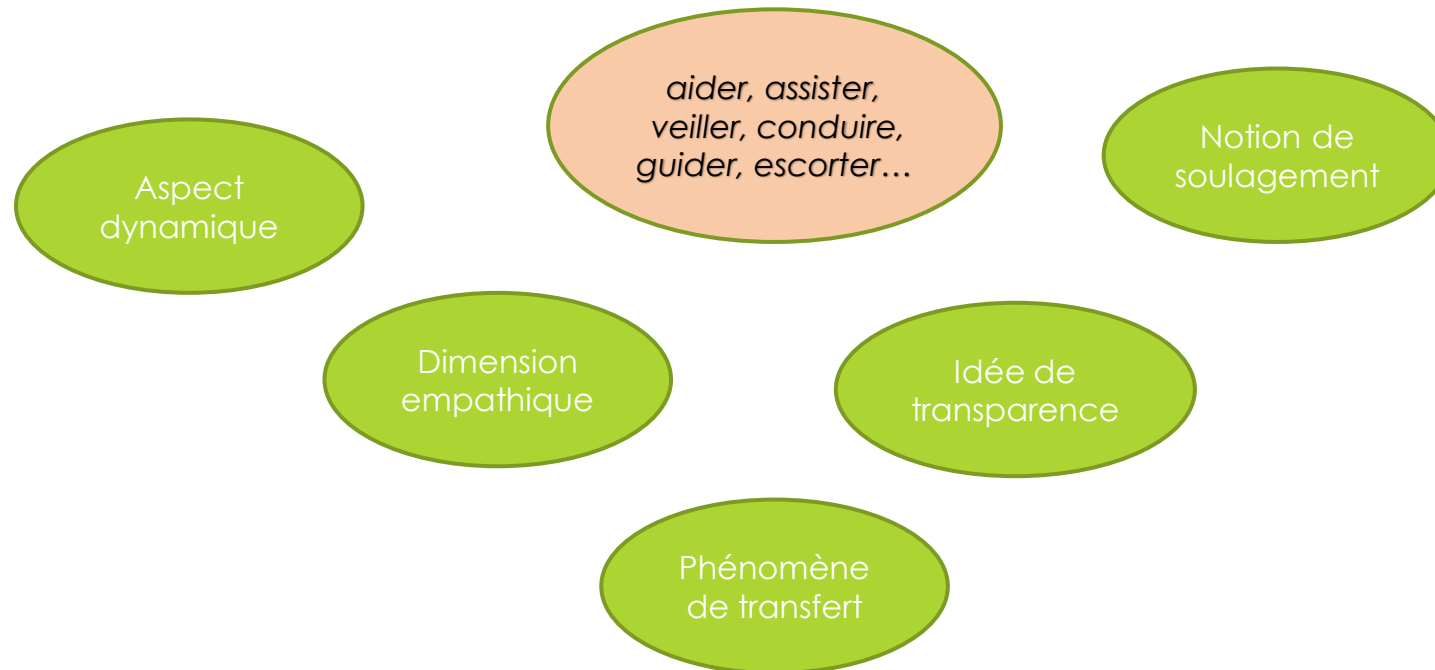 aider, assister,
veiller, conduire,
guider, escorter...
Notion de
soulagement
Aspect
dynamique
Dimension
empathique
Idée de
transparence
Phénomène
de transfert